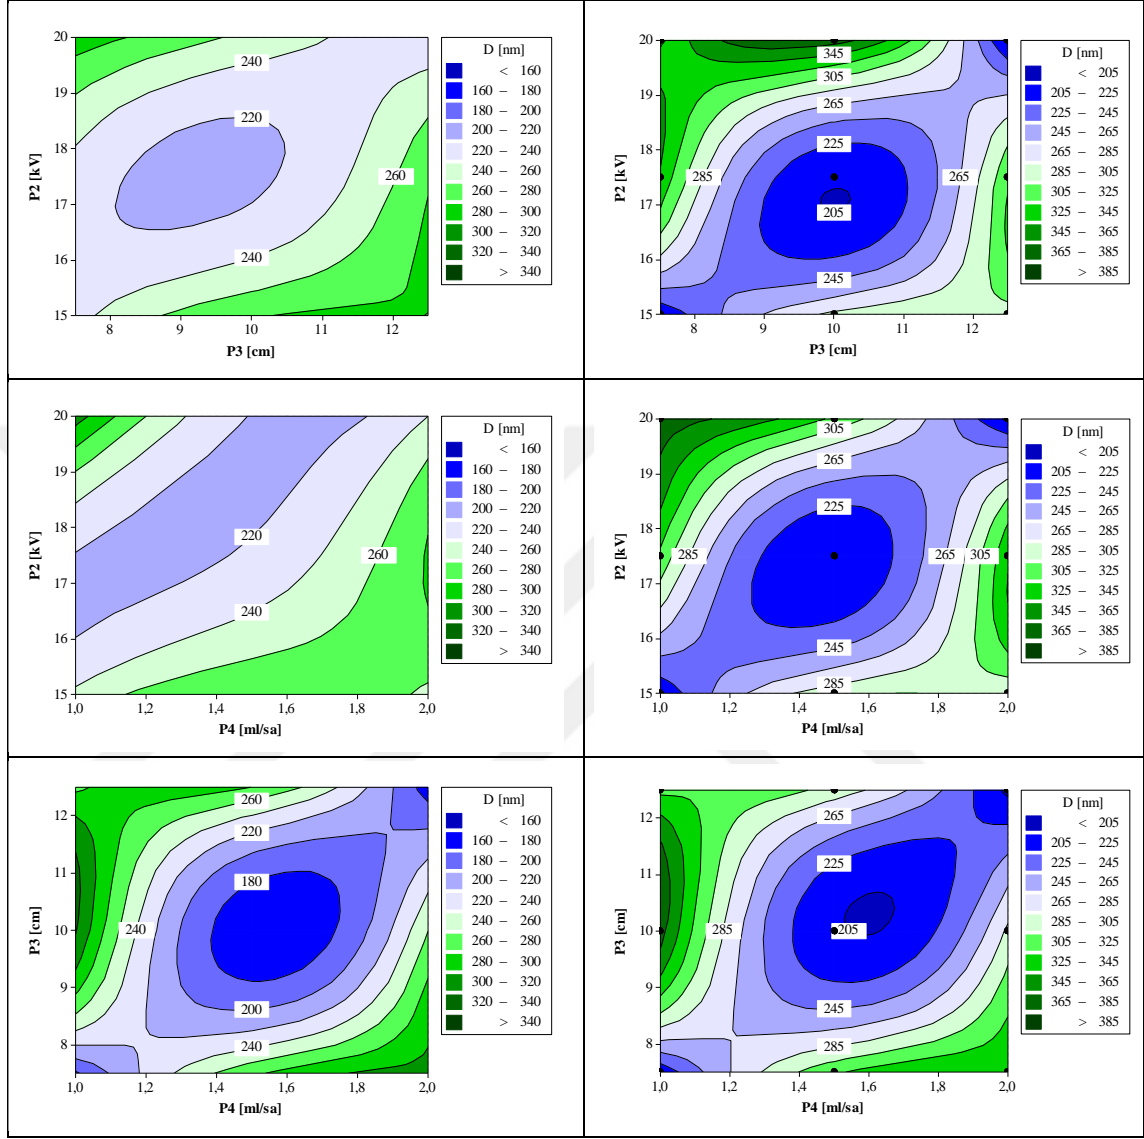 20
19
18
17
16
15
P2 [kV]
240
220
260
240
8
9
10
11
12
P3 [cm]
D [nm]
< 160
160 – 180
180 – 200
200 – 220
220 – 240
240 – 260
260 – 280
280 – 300
300 – 320
320 – 340
> 340
20
19
18
17
16
15
P2 [kV]
345
305
265
225
285
265
205
245
8
9
10
11
12
P3 [cm]
D [nm]
< 205
205 – 225
225 – 245
245 – 265
265 – 285
285 – 305
305 – 325
325 – 345
345 – 365
365 – 385
> 385
20
19
18
17
16
15
P2 [kV]
220
260
240
1,0
1,2
1,4
1,6
1,8
2,0
P4 [ml/sa]
D [nm]
< 160
160 – 180
180 – 200
200 – 220
220 – 240
240 – 260
260 – 280
280 – 300
300 – 320
320 – 340
> 340
20
19
18
17
16
15
P2 [kV]
305
265
225
285
265
305
245
285
1,0
1,2
1,4
1,6
1,8
2,0
P4 [ml/sa]
D [nm]
< 205
205 – 225
225 – 245
245 – 265
265 – 285
285 – 305
305 – 325
325 – 345
345 – 365
365 – 385
> 385
12
11
10
9
8
P3 [cm]
260
220
180
240
200
240
1,0
1,2
1,4
1,6
1,8
2,0
P4 [ml/sa]
D [nm]
< 160
160 – 180
180 – 200
200 – 220
220 – 240
240 – 260
260 – 280
280 – 300
300 – 320
320 – 340
> 340
12
11
10
9
8
P3 [cm]
265
225
285
205
245
285
1,0
1,2
1,4
1,6
1,8
2,0
P4 [ml/sa]
D [nm]
< 205
205 – 225
225 – 245
245 – 265
265 – 285
285 – 305
305 – 325
325 – 345
345 – 365
365 – 385
> 385